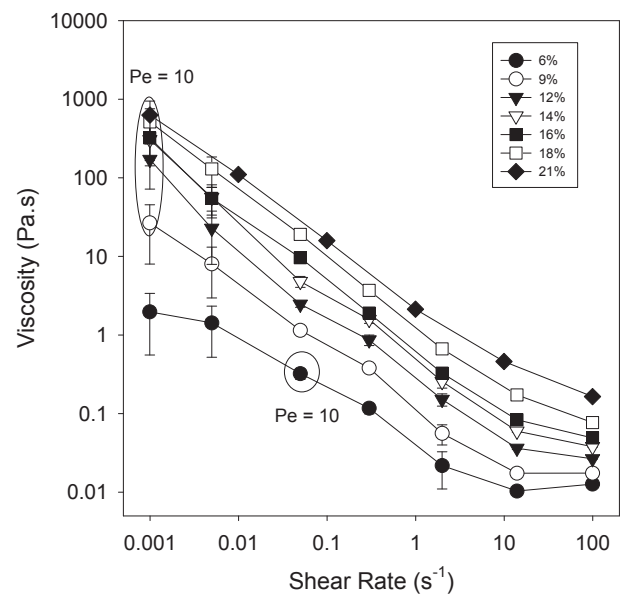 10000
1000
100
10
1
0.1
0.01
Viscosity (Pa.s)
Pe = 10
Pe = 10
6%
9%
12%
14%
16%
18%
21%
0.001 0.01 0.1 1 10 100
Shear Rate (s⁻¹)